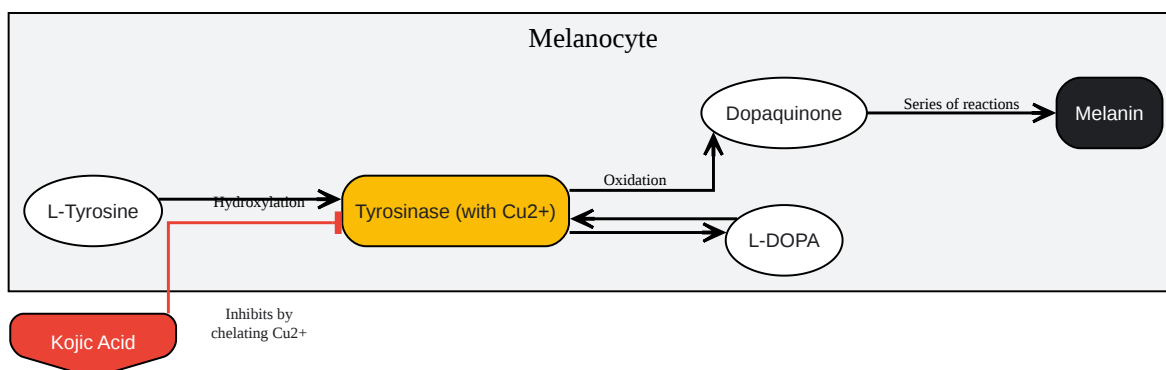 Melanocyte
Dopaquinone
Series of reactions
Melanin
L-Tyrosine
Hydroxylation
Tyrosinase (with Cu2+)
Oxidation
L-DOPA
Inhibits by
chelating Cu2+
Kojic Acid